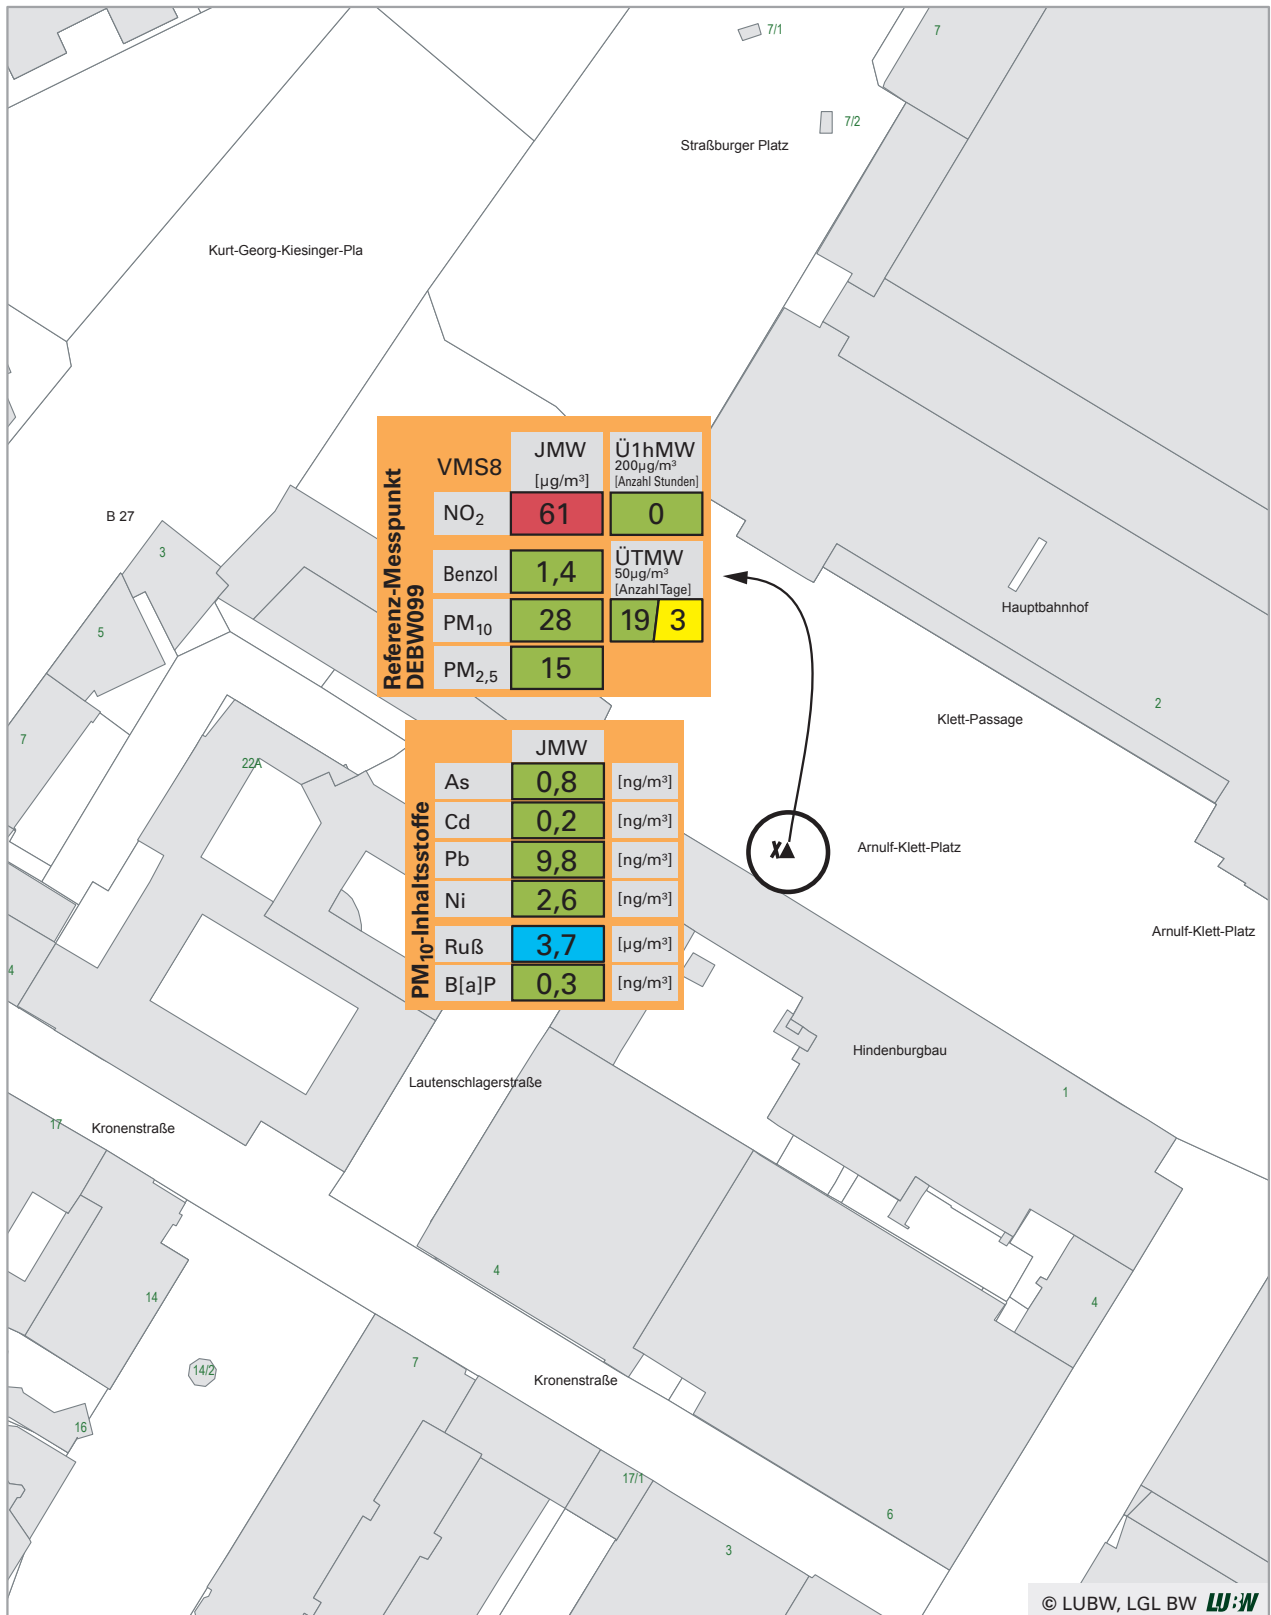 7/1
7
7/2
Straßburger Platz
Kurt-Georg-Kiesinger-Pla
B 27
3
5
7
22A
4
Referenz-Messpunkt
DEBW099
VMS8
JMW
[µg/m³]
Ü1hMW
200µg/m³
[Anzahl Stunden]
NO₂
61
0
Benzol
1,4
ÜTMW
50µg/m³
[Anzahl Tage]
PM₁₀
28
19/3
PM₂,₅
15
PM₁₀-Inhaltsstoffe
JMW
As
0,8
[ng/m³]
Cd
0,2
[ng/m³]
Pb
9,8
[ng/m³]
Ni
2,6
[ng/m³]
Ruß
3,7
[µg/m³]
B[a]P
0,3
[ng/m³]
Hauptbahnhof
2
Klett-Passage
X
Arnulf-Klett-Platz
Arnulf-Klett-Platz
Hindenburgbau
1
Lautenschlagerstraße
17
Kronenstraße
4
4
14
14/2
7
Kronenstraße
16
17/1
6
3
© LUBW, LGL BW LUBW